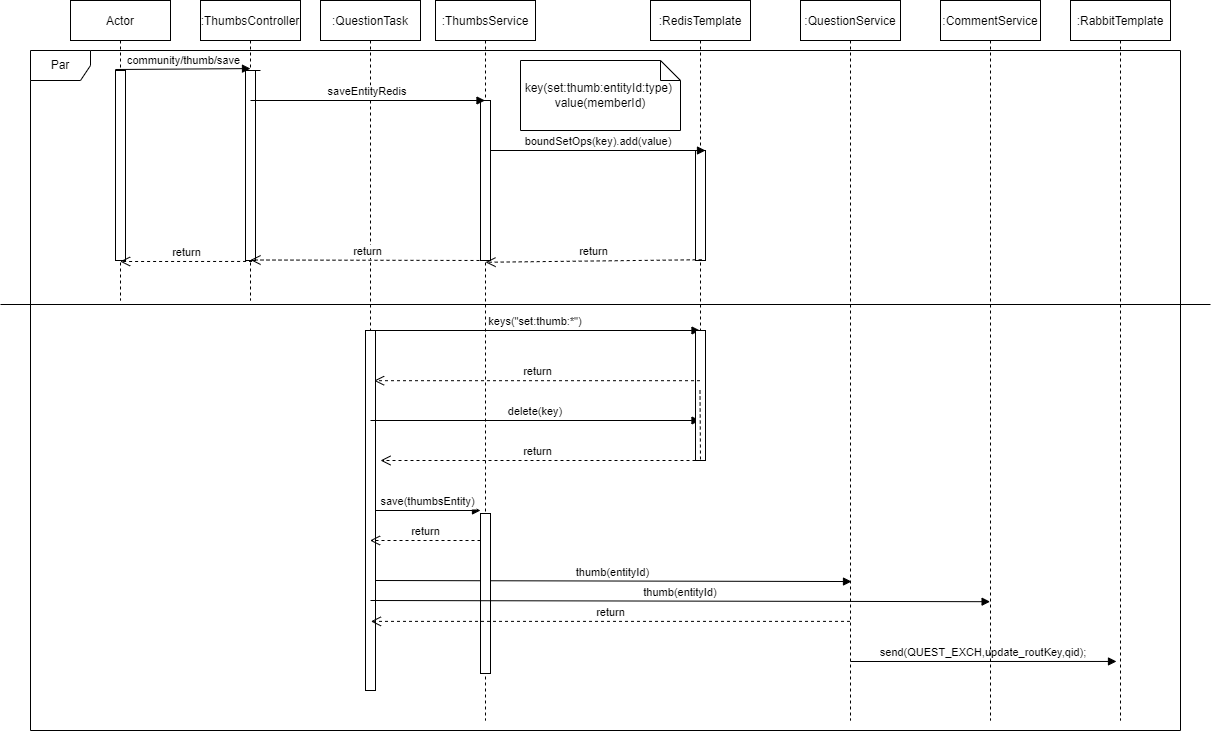 Actor
:ThumbsController
:QuestionTask
:ThumbsService
:RedisTemplate
:QuestionService
:CommentService
:RabbitTemplate
Par
community/thumb/save
saveEntityRedis
key(set:thumb:entityId:type)
value(memberId)
boundSetOps(key).add(value)
return
return
return
keys("set:thumb:*")
return
delete(key)
return
save(thumbsEntity)
return
thumb(entityId)
thumb(entityId)
return
send(QUEST_EXCH,update_routKey,qid);